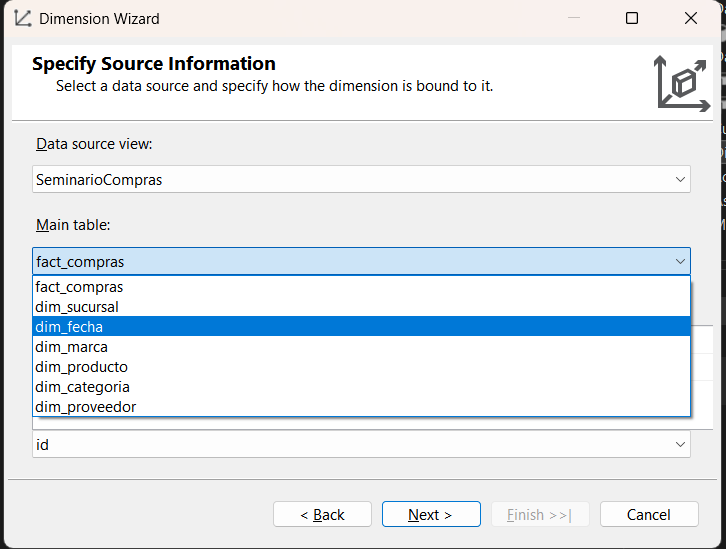 Dimension Wizard
Specify Source Information
Select a data source and specify how the dimension is bound to it.
Data source view:
SeminarioCompras
Main table:
fact_compras
fact_compras
dim_sucursal
dim_fecha
dim_marca
dim_producto
dim_categoria
dim_proveedor
id
< Back
Next >
Finish >>|
Cancel